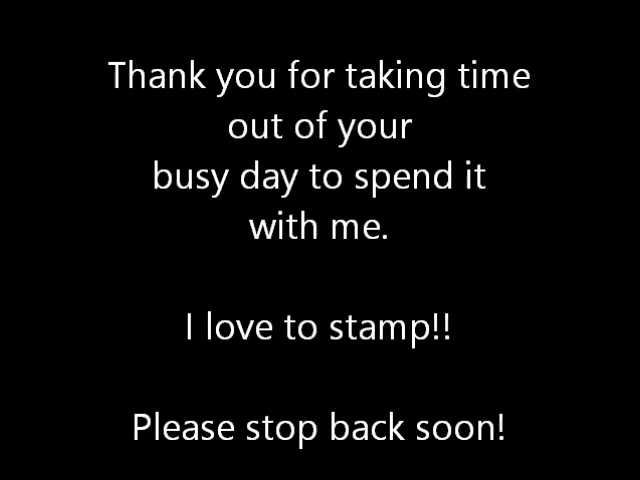 Thank you for taking time
out of your
busy day to spend it
with me.
I love to stamp!!
Please stop back soon!